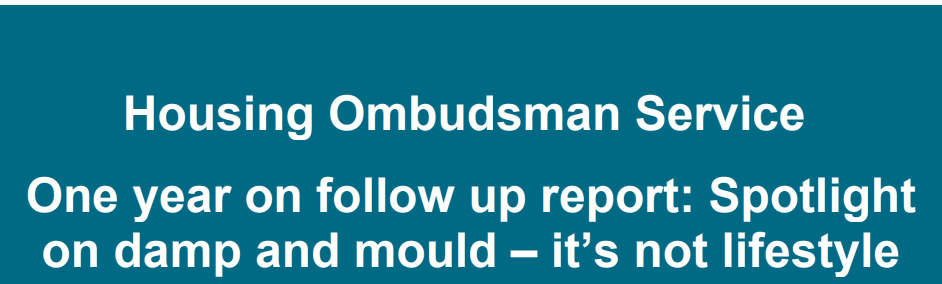 Housing Ombudsman Service
One year on follow up report: Spotlight
on damp and mould – it’s not lifestyle